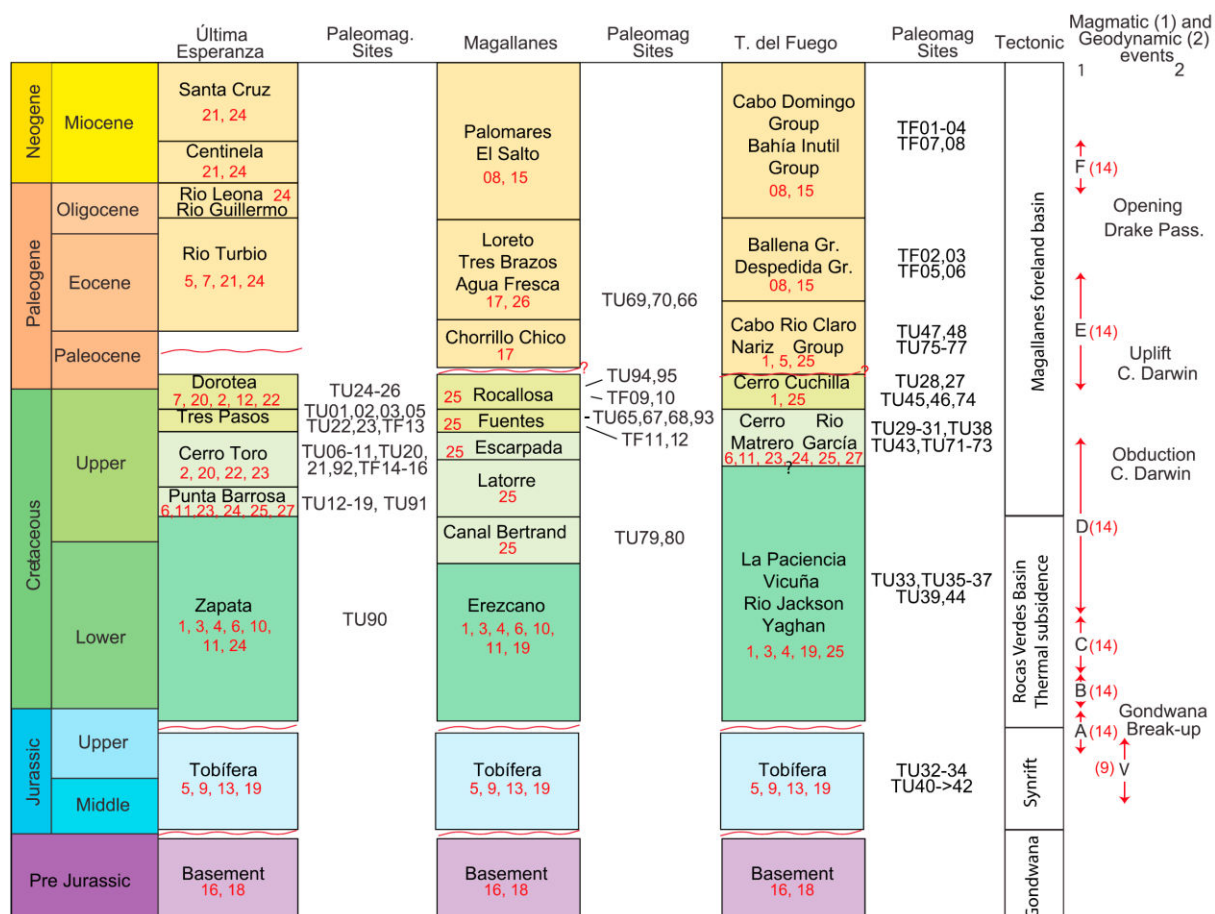 Última
Esperanza
Paleomag.
Sites
Magallanes
Paleomag
Sites
T. del Fuego
Paleomag
Sites
Tectonic
Magmatic (1) and
Geodynamic (2)
events
1
2
Neogene
Miocene
Paleogene
Oligocene
Eocene
Paleocene
Cretaceous
Upper
Lower
Jurassic
Upper
Middle
Pre Jurassic
Santa Cruz
21, 24
Centinela
21, 24
Rio Leona 24
Rio Guillermo
Rio Turbio
5, 7, 21, 24
Dorotea
7, 20, 2, 12, 22
Tres Pasos
Cerro Toro
2, 20, 22, 23
Punta Barrosa
6,11,23, 24, 25, 27
Zapata
1, 3, 4, 6, 10,
11, 24
Tobífera
5, 9, 13, 19
Basement
16, 18
TU24-26
TU01,02,03,05
TU22,23,TF13
TU06-11,TU20,
21,92,TF14-16
TU12-19, TU91
TU90
Palomares
El Salto
08, 15
Loreto
Tres Brazos
Agua Fresca
17, 26
Chorrillo Chico
17
?
25 Rocallosa
25 Fuentes
25 Escarpada
Latorre
25
Canal Bertrand
25
Erezcano
1, 3, 4, 6, 10,
11, 19
Tobífera
5, 9, 13, 19
Basement
16, 18
TU69,70,66
TU94,95
TF09,10
TU65,67,68,93
TF11,12
TU79,80
Cabo Domingo
Group
Bahía Inutil
Group
08, 15
Ballena Gr.
Despedida Gr.
08, 15
Cabo Rio Claro
Nariz Group
1, 5, 25
?
Cerro Cuchilla
1, 25
Cerro Rio
Matrero García
6,11, 23, 24, 25, 27
?
La Paciencia
Vicuña
Rio Jackson
Yaghan
1, 3, 4, 19, 25
Tobífera
5, 9, 13, 19
Basement
16, 18
TF01-04
TF07,08
TF02,03
TF05,06
TU47,48
TU75-77
TU28,27
TU45,46,74
TU29-31,TU38
TU43,TU71-73
TU33,TU35-37
TU39,44
TU32-34
TU40->42
Magallanes foreland basin
Rocas Verdes Basin
Thermal subsidence
Synrift
Gondwana
F (14)
Opening
Drake Pass.
E (14)
Uplift
C. Darwin
Obduction
C. Darwin
D (14)
C (14)
B (14)
A (14)
Gondwana
Break-up
(9) V